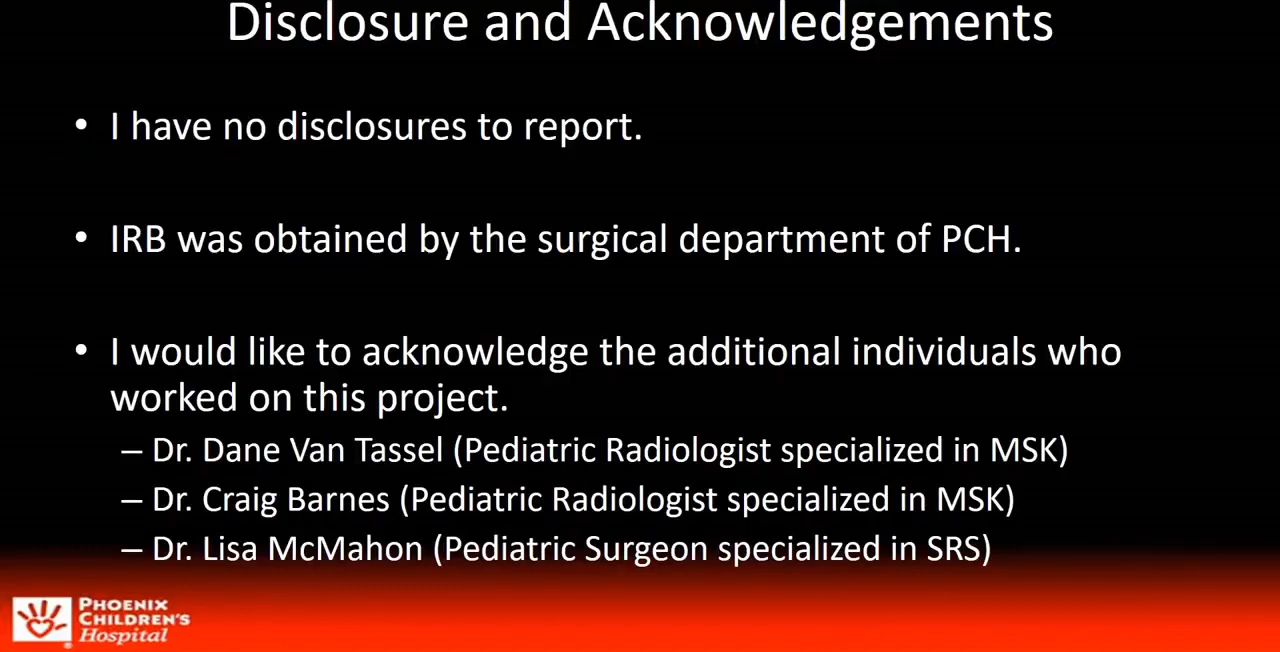 Disclosure and Acknowledgements
• I have no disclosures to report.
• IRB was obtained by the surgical department of PCH.
• I would like to acknowledge the additional individuals who
worked on this project.
– Dr. Dane Van Tassel (Pediatric Radiologist specialized in MSK)
– Dr. Craig Barnes (Pediatric Radiologist specialized in MSK)
– Dr. Lisa McMahon (Pediatric Surgeon specialized in SRS)
PHOENIX
CHILDREN'S
Hospital
®